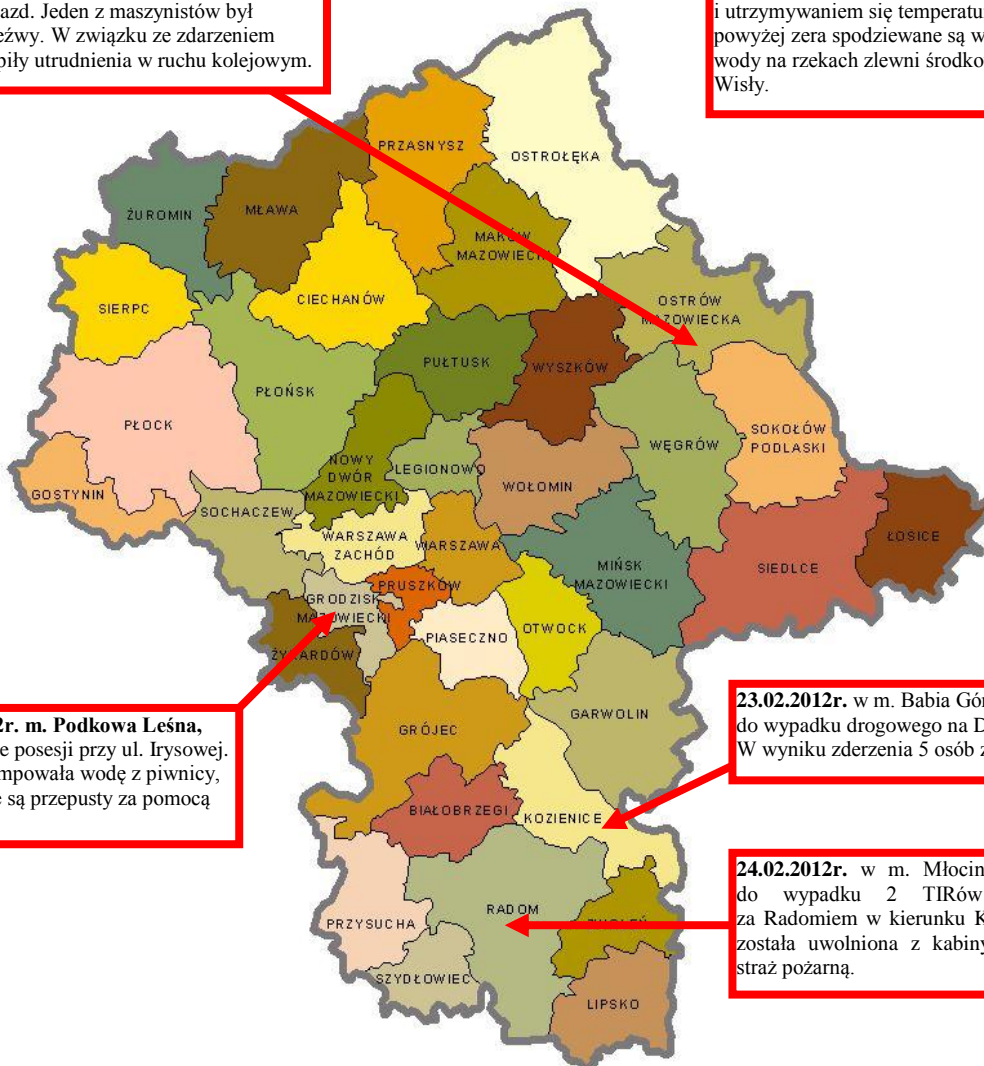 azd. Jeden z maszynistów był
eźwy. W związku ze zdarzeniem
piły utrudnienia w ruchu kolejowym.
i utrzymywaniem się temperatu
powyżej zera spodziewane są w
wody na rzekach zlewni środko
Wisły.
PRZASNYSZ
OSTROŁĘKA
ŻUROMIN
MŁAWA
MAKÓW
MAZOWIECKI
SIERPC
CIECHANÓW
OSTRÓW
MAZOWIECKA
PUŁTUSK
WYSZKÓW
PŁOŃSK
PŁOCK
WĘGRÓW
SOKOŁÓW
PODLASKI
NOWY
DWÓR
MAZOWIECKI
LEGIONOWO
WOŁOMIN
GOSTYNIN
SOCHACZEW
WARSZAWA
ZACHÓD
WARSZAWA
ŁOSICE
MIŃSK
MAZOWIECKI
SIEDLCE
PRUSZKÓW
GRODZISK
MAZOWIECKI
PIASECZNO
OTWOCK
ŻYRARDÓW
GARWOLIN
GRÓJEC
2r. m. Podkowa Leśna,
e posesji przy ul. Irysowej.
mpowała wodę z piwnicy,
e są przepusty za pomocą
23.02.2012r. w m. Babia Gór
do wypadku drogowego na D
W wyniku zderzenia 5 osób z
BIAŁOBRZEGI
KOZIENICE
24.02.2012r. w m. Młocin
do wypadku 2 TIRów
za Radomiem w kierunku K
została uwolniona z kabiny
straż pożarną.
RADOM
PRZYSUCHA
SZYDŁOWIEC
LIPSKO